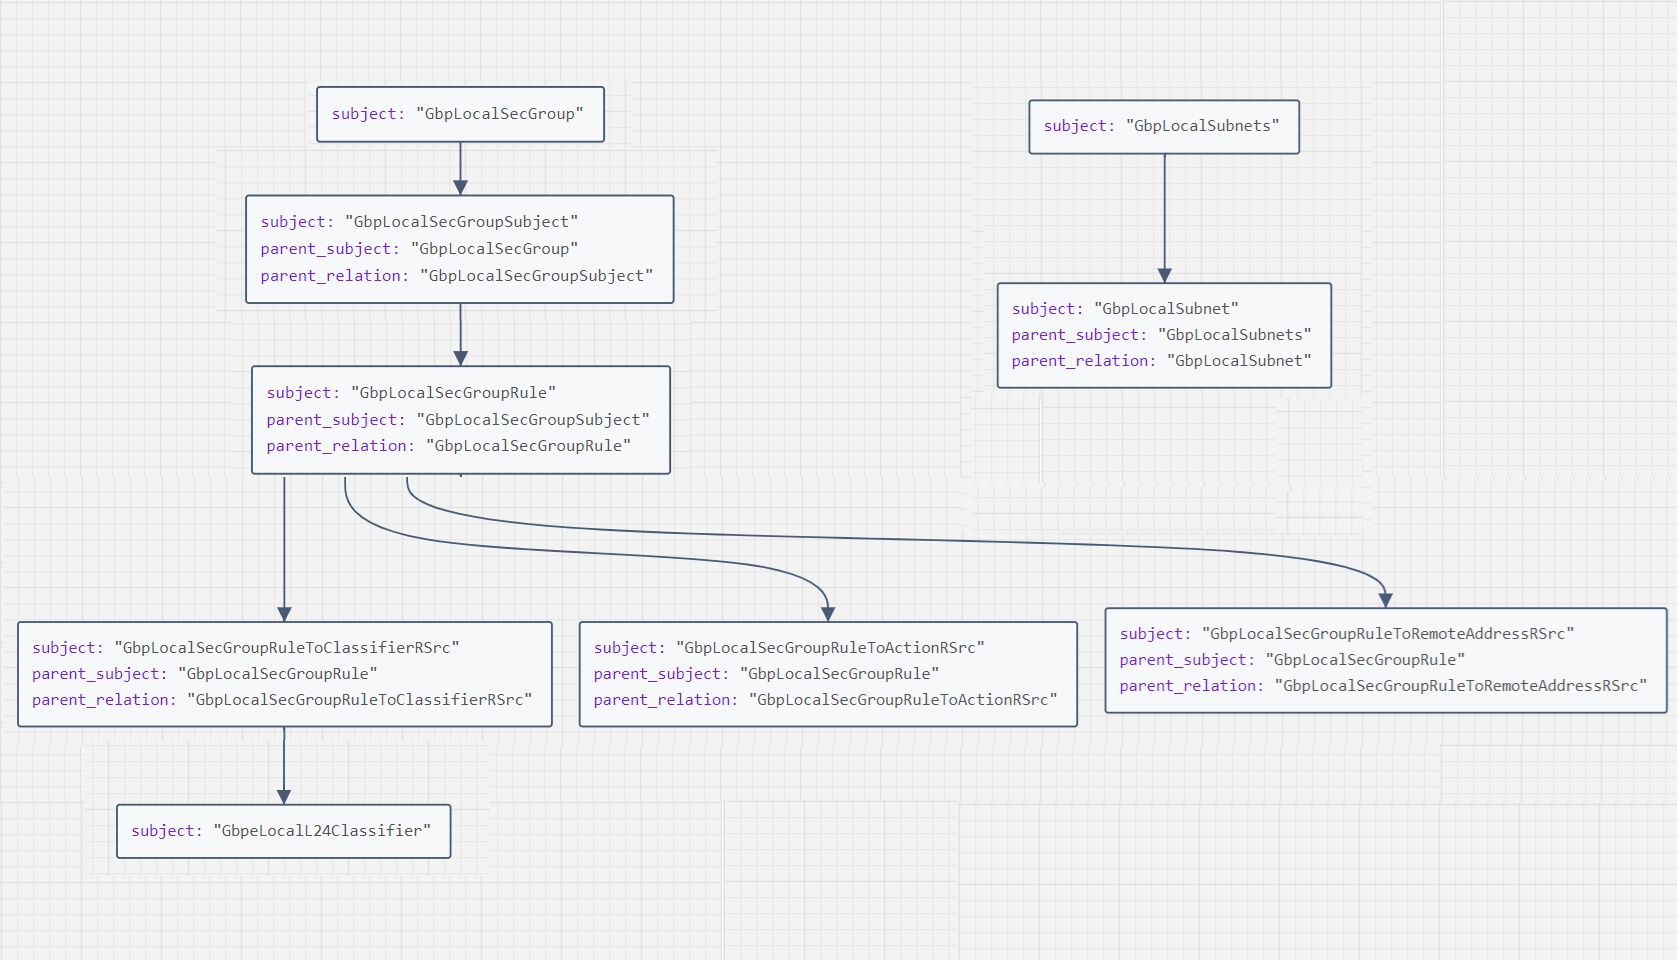 subject: "GbpLocalSecGroup"
subject: "GbpLocalSubnets"
subject: "GbpLocalSecGroupSubject"
parent_subject: "GbpLocalSecGroup"
parent_relation: "GbpLocalSecGroupSubject"
subject: "GbpLocalSubnet"
parent_subject: "GbpLocalSubnets"
parent_relation: "GbpLocalSubnet"
subject: "GbpLocalSecGroupRule"
parent_subject: "GbpLocalSecGroupSubject"
parent_relation: "GbpLocalSecGroupRule"
subject: "GbpLocalSecGroupRuleToClassifierRSrc"
parent_subject: "GbpLocalSecGroupRule"
parent_relation: "GbpLocalSecGroupRuleToClassifierRSrc"
subject: "GbpLocalSecGroupRuleToActionRSrc"
parent_subject: "GbpLocalSecGroupRule"
parent_relation: "GbpLocalSecGroupRuleToActionRSrc"
subject: "GbpLocalSecGroupRuleToRemoteAddressRSrc"
parent_subject: "GbpLocalSecGroupRule"
parent_relation: "GbpLocalSecGroupRuleToRemoteAddressRSrc"
subject: "GbpeLocalL24Classifier"